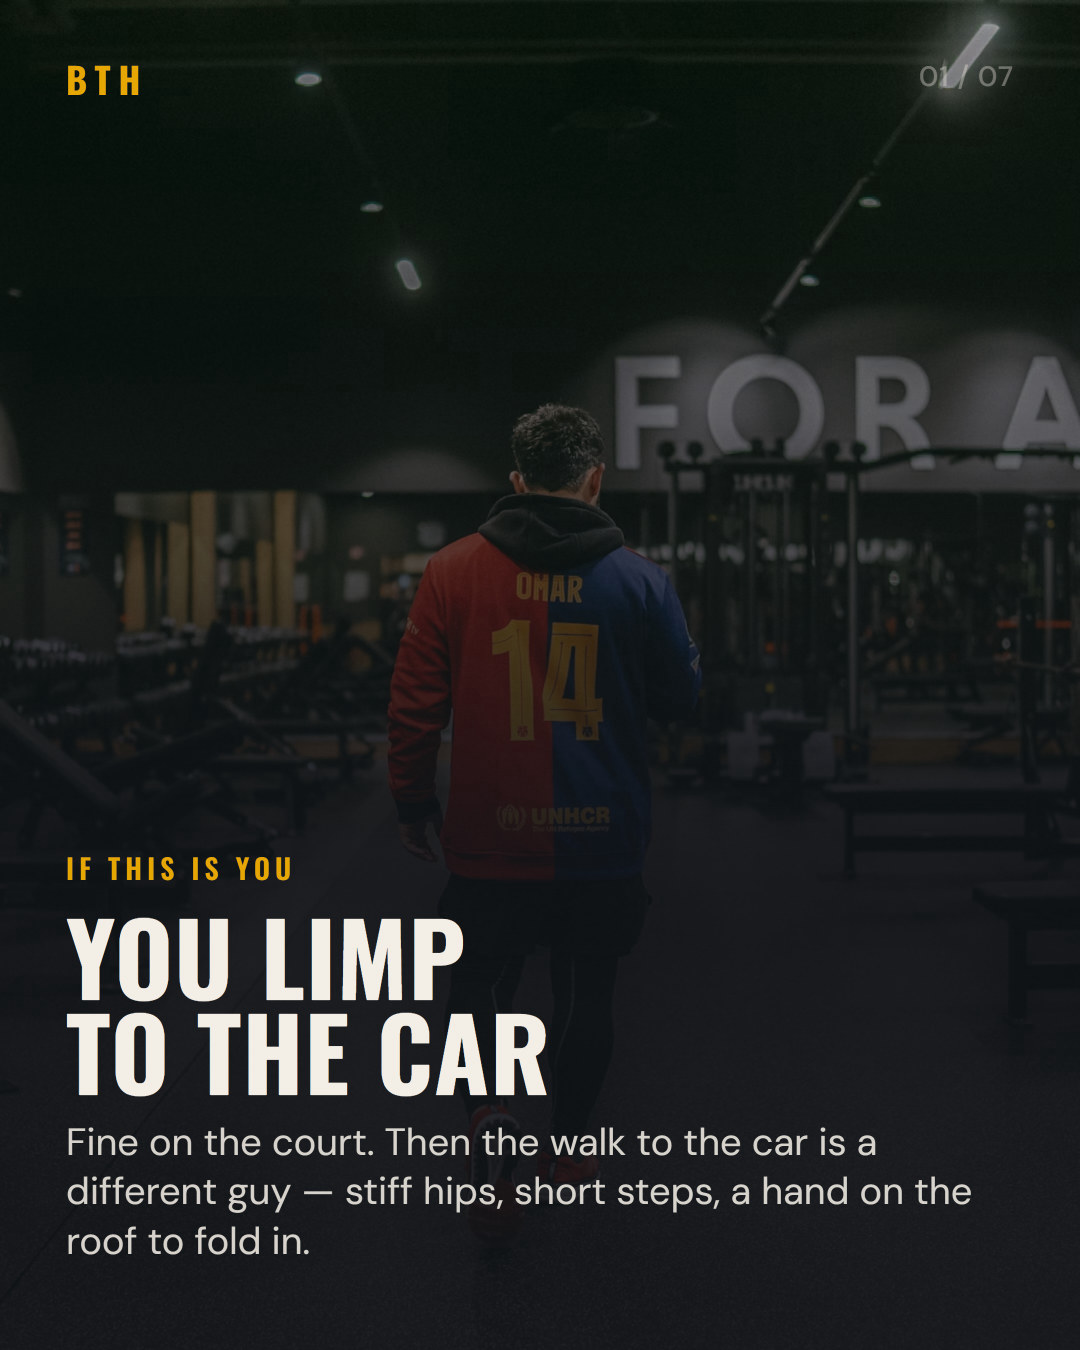 BTH
01 / 07
FOR A
OMAR
14
UNHCR
IF THIS IS YOU
YOU LIMP
TO THE CAR
Fine on the court. Then the walk to the car is a
different guy — stiff hips, short steps, a hand on the
roof to fold in.